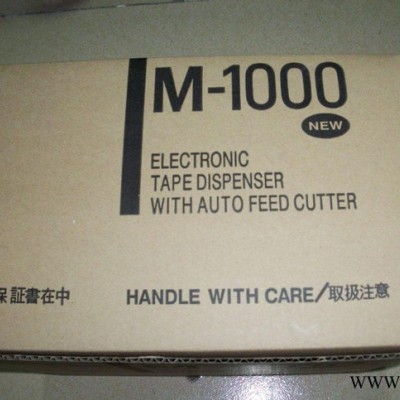 M-1000
NEW
ELECTRONIC
TAPE DISPENSER
WITH AUTO FEED CUTTER
保証書在中
HANDLE WITH CARE/取扱注意
www.